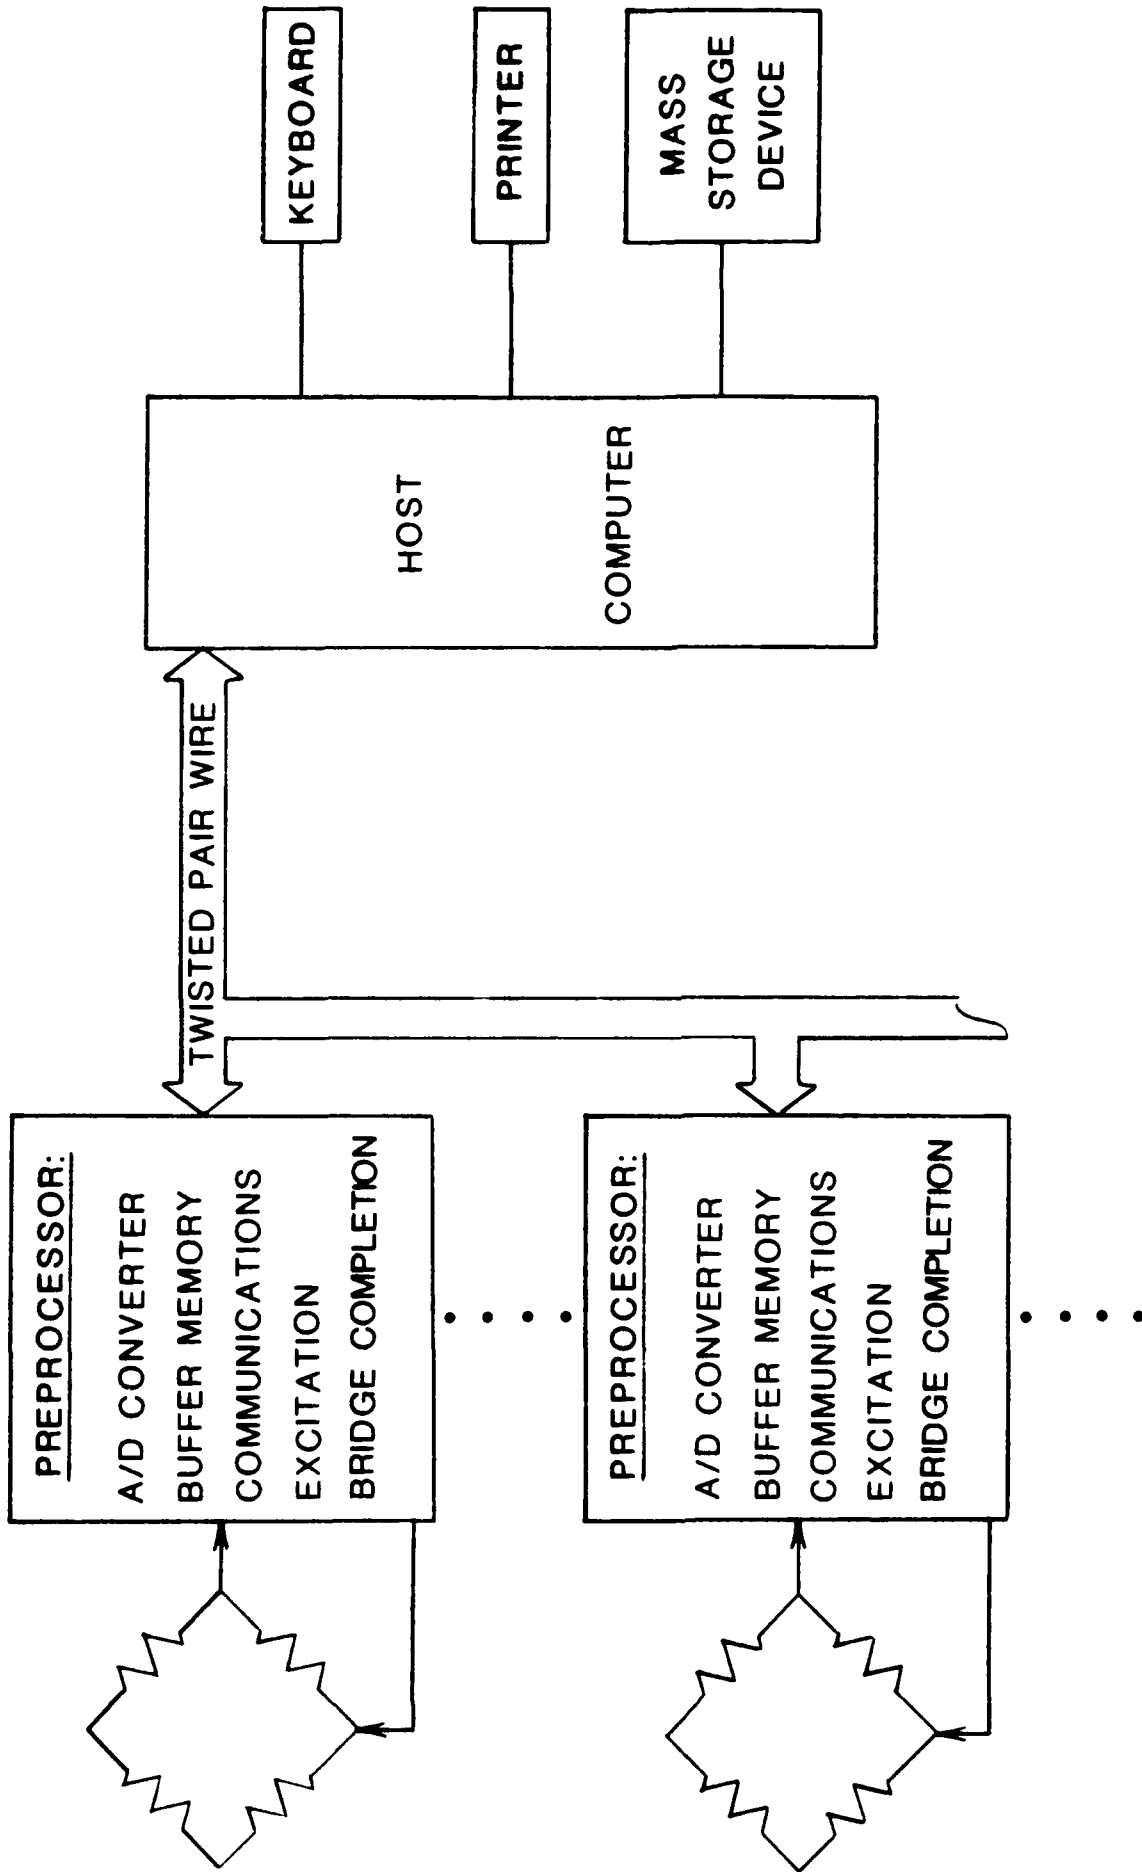 PREPROCESSOR:
A/D CONVERTER
BUFFER MEMORY
COMMUNICATIONS
EXCITATION
BRIDGE COMPLETION
TWISTED PAIR WIRE
PREPROCESSOR:
A/D CONVERTER
BUFFER MEMORY
COMMUNICATIONS
EXCITATION
BRIDGE COMPLETION
HOST
COMPUTER
KEYBOARD
PRINTER
MASS
STORAGE
DEVICE